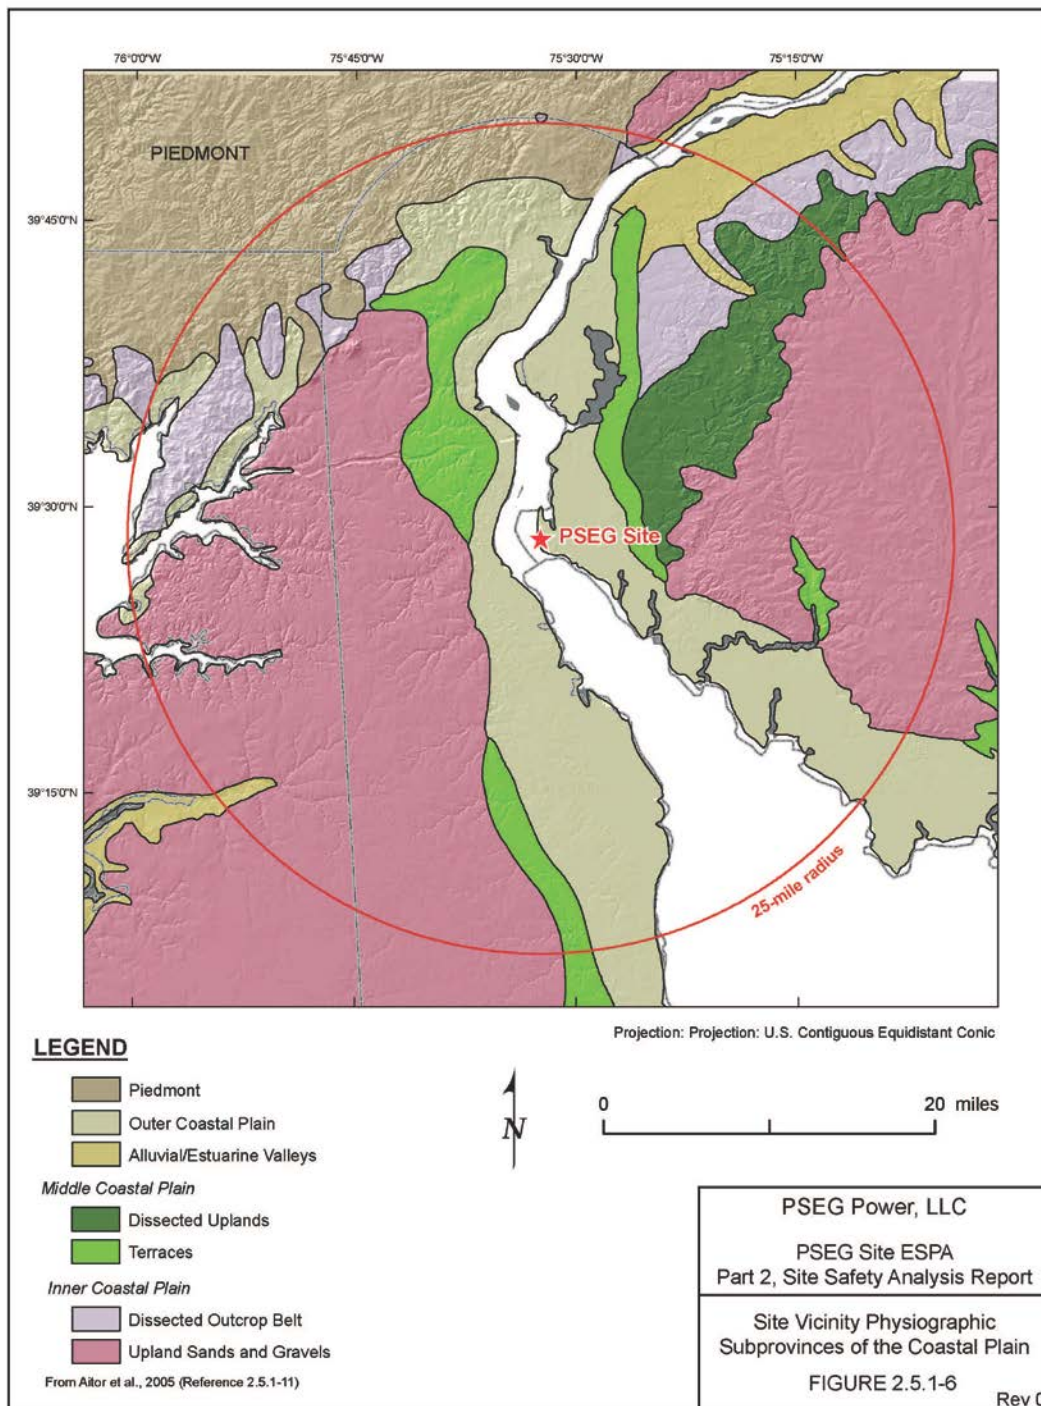 76°0'0"W
75°45'0"W
75°30'0"W
75°15'0"W
PIEDMONT
39°45'0"N
39°30'0"N
PSEG Site
39°15'0"N
25-mile radius
Projection: Projection: U.S. Contiguous Equidistant Conic
LEGEND
Piedmont
Outer Coastal Plain
Alluvial/Estuarine Valleys
Middle Coastal Plain
Dissected Uplands
Terraces
Inner Coastal Plain
Dissected Outcrop Belt
Upland Sands and Gravels
From Aitor et al., 2005 (Reference 2.5.1-11)
N
0 20 miles
PSEG Power, LLC
PSEG Site ESPA
Part 2, Site Safety Analysis Report
Site Vicinity Physiographic
Subprovinces of the Coastal Plain
FIGURE 2.5.1-6
Rev 0